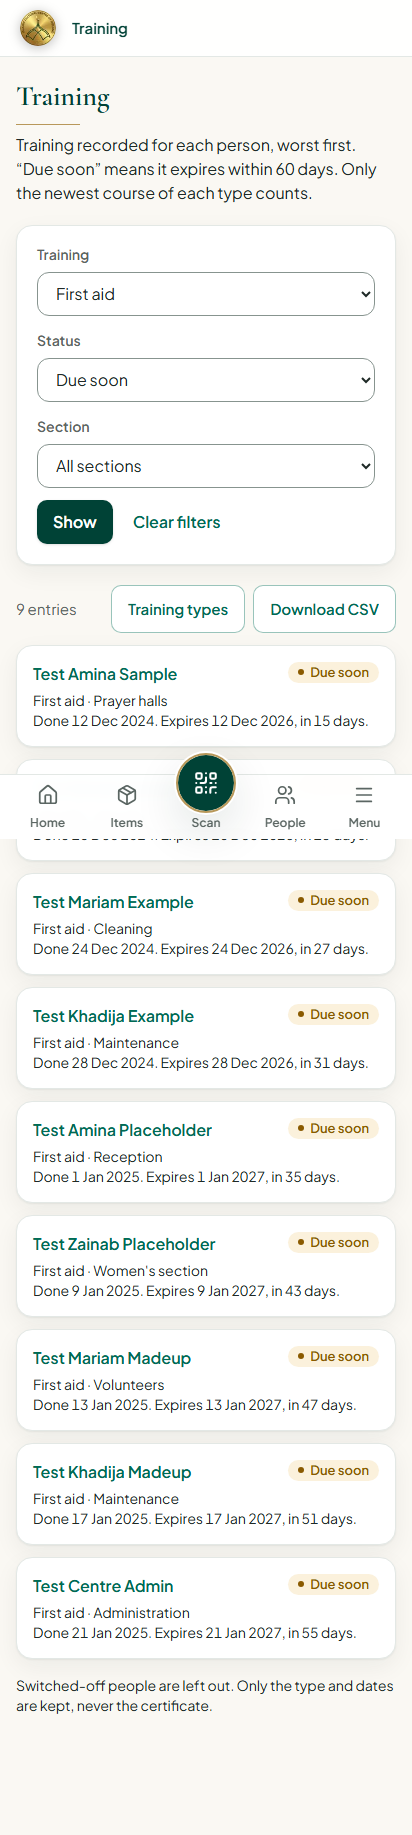 Training
Training
Training recorded for each person, worst first.
“Due soon” means it expires within 60 days. Only
the newest course of each type counts.
Training
First aid
Status
Due soon
Section
All sections
Show Clear filters
9 entries Training types Download CSV
Test Amina Sample Due soon
First aid · Prayer halls
Done 12 Dec 2024. Expires 12 Dec 2026, in 15 days.
Home Items Scan People Menu
Test Mariam Example Due soon
First aid · Cleaning
Done 24 Dec 2024. Expires 24 Dec 2026, in 27 days.
Test Khadija Example Due soon
First aid · Maintenance
Done 28 Dec 2024. Expires 28 Dec 2026, in 31 days.
Test Amina Placeholder Due soon
First aid · Reception
Done 1 Jan 2025. Expires 1 Jan 2027, in 35 days.
Test Zainab Placeholder Due soon
First aid · Women's section
Done 9 Jan 2025. Expires 9 Jan 2027, in 43 days.
Test Mariam Madeup Due soon
First aid · Volunteers
Done 13 Jan 2025. Expires 13 Jan 2027, in 47 days.
Test Khadija Madeup Due soon
First aid · Maintenance
Done 17 Jan 2025. Expires 17 Jan 2027, in 51 days.
Test Centre Admin Due soon
First aid · Administration
Done 21 Jan 2025. Expires 21 Jan 2027, in 55 days.
Switched-off people are left out. Only the type and dates
are kept, never the certificate.